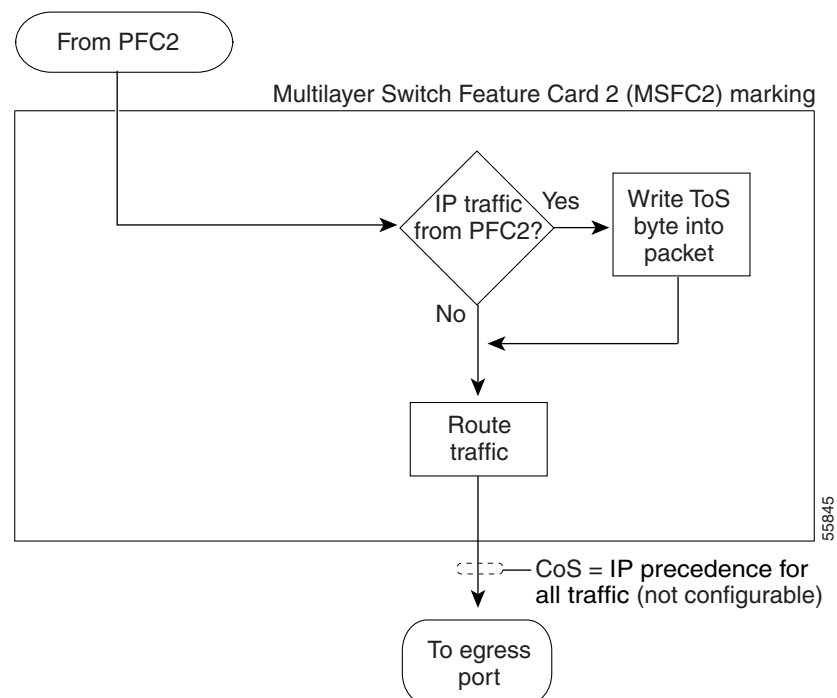 From PFC2
Multilayer Switch Feature Card 2 (MSFC2) marking
IP traffic
from PFC2?
Yes
Write ToS
byte into
packet
No
Route
traffic
55845
CoS = IP precedence for
all traffic (not configurable)
To egress
port